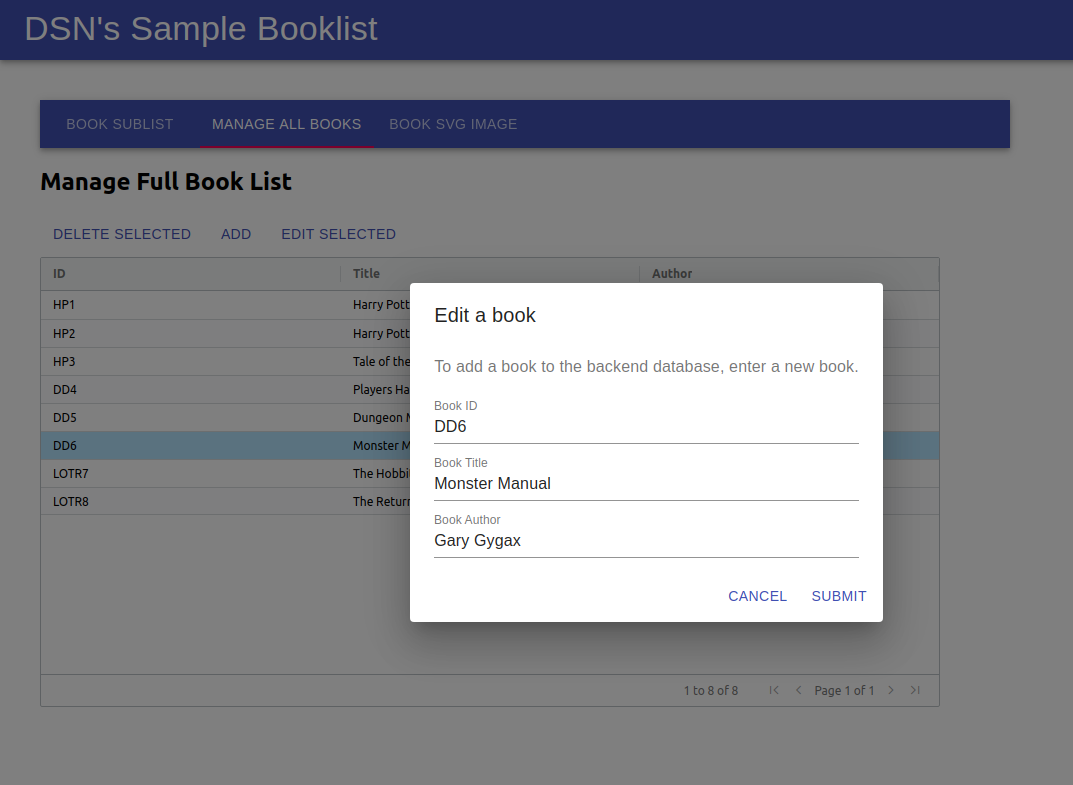 DSN's Sample Booklist
BOOK SUBLIST MANAGE ALL BOOKS BOOK SVG IMAGE
Manage Full Book List
DELETE SELECTED ADD EDIT SELECTED
ID Title Author
HP1 Harry Pott
HP2 Harry Pott
HP3 Tale of the
DD4 Players Ha
DD5 Dungeon
DD6 Monster
LOTR7 The Hobbi
LOTR8 The Retur
Edit a book
To add a book to the backend database, enter a new book.
Book ID
DD6
Book Title
Monster Manual
Book Author
Gary Gygax
CANCEL SUBMIT
1 to 8 of 8 Page 1 of 1